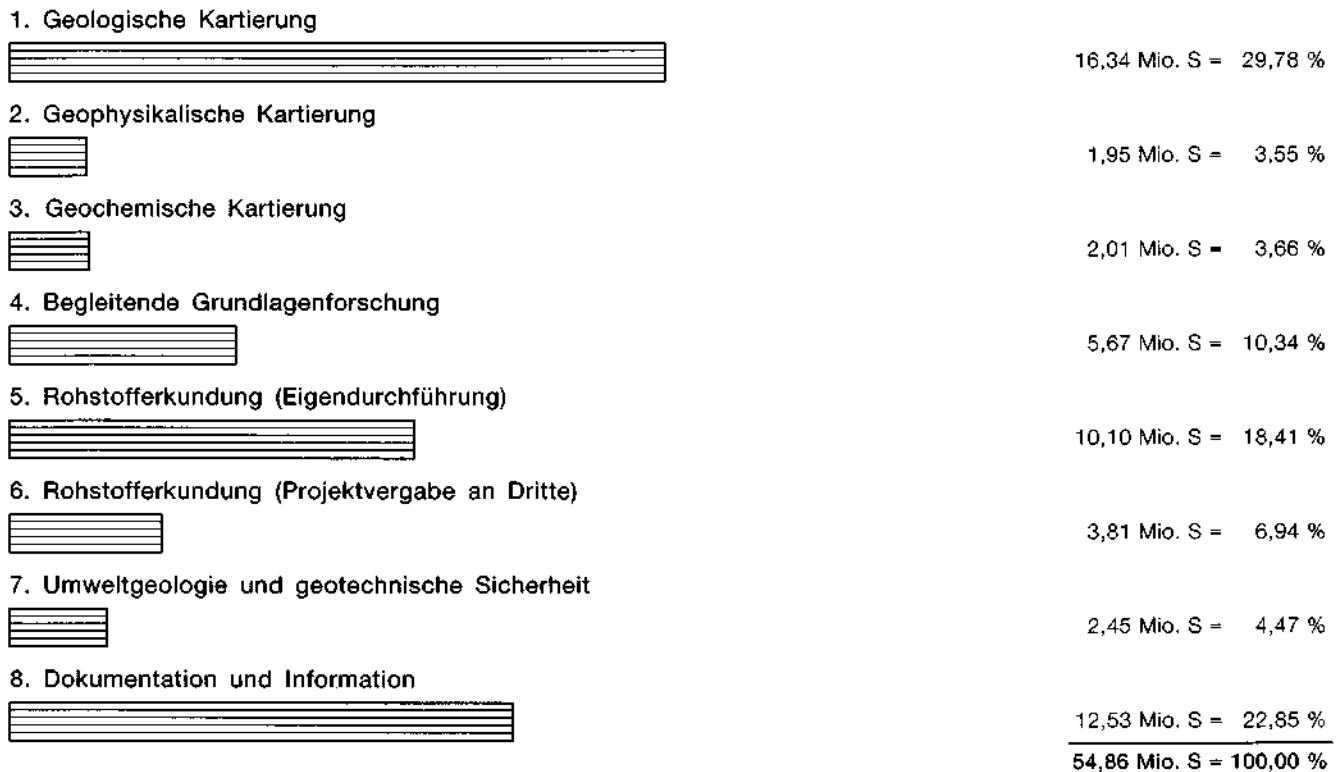 1. Geologische Kartierung
16,34 Mio. S = 29,78 %
2. Geophysikalische Kartierung
1,95 Mio. S = 3,55 %
3. Geochemische Kartierung
2,01 Mio. S = 3,66 %
4. Begleitende Grundlagenforschung
5,67 Mio. S = 10,34 %
5. Rohstofferkundung (Eigendurchführung)
10,10 Mio. S = 18,41 %
6. Rohstofferkundung (Projektvergabe an Dritte)
3,81 Mio. S = 6,94 %
7. Umweltgeologie und geotechnische Sicherheit
2,45 Mio. S = 4,47 %
8. Dokumentation und Information
12,53 Mio. S = 22,85 %
54,86 Mio. S = 100,00 %